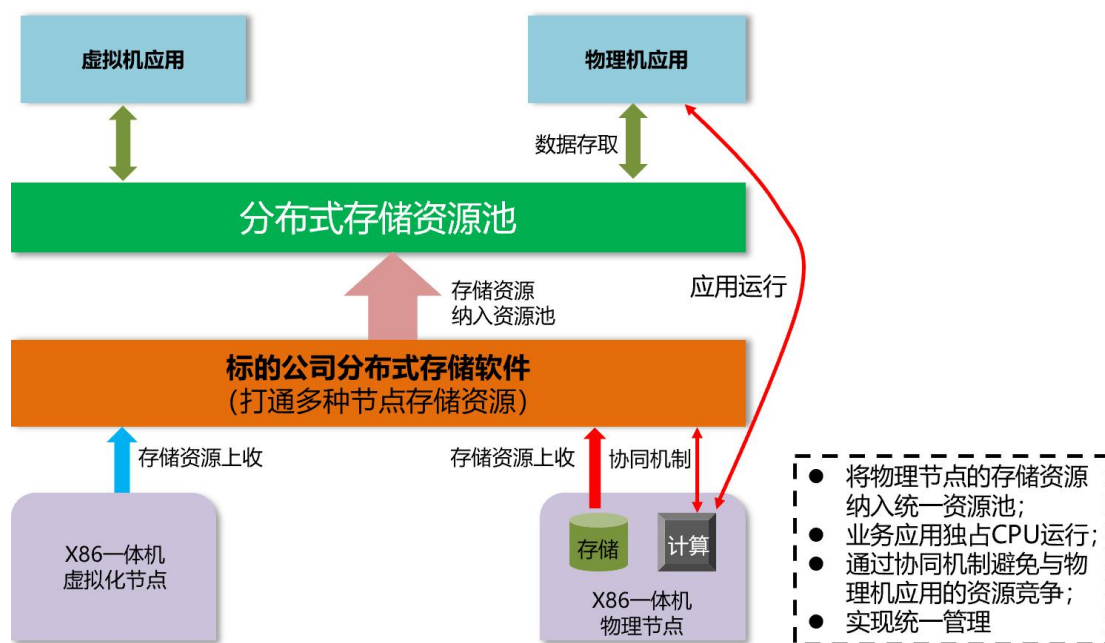 虚拟机应用
物理机应用
数据存取
分布式存储资源池
存储资源
纳入资源池
应用运行
标的公司分布式存储软件
（打通多种节点存储资源）
存储资源上收
存储资源上收
协同机制
X86一体机
虚拟化节点
存储
计算
X86一体机
物理节点
● 将物理节点的存储资源
纳入统一资源池；
● 业务应用独占CPU运行；
● 通过协同机制避免与物
理机应用的资源竞争；
● 实现统一管理